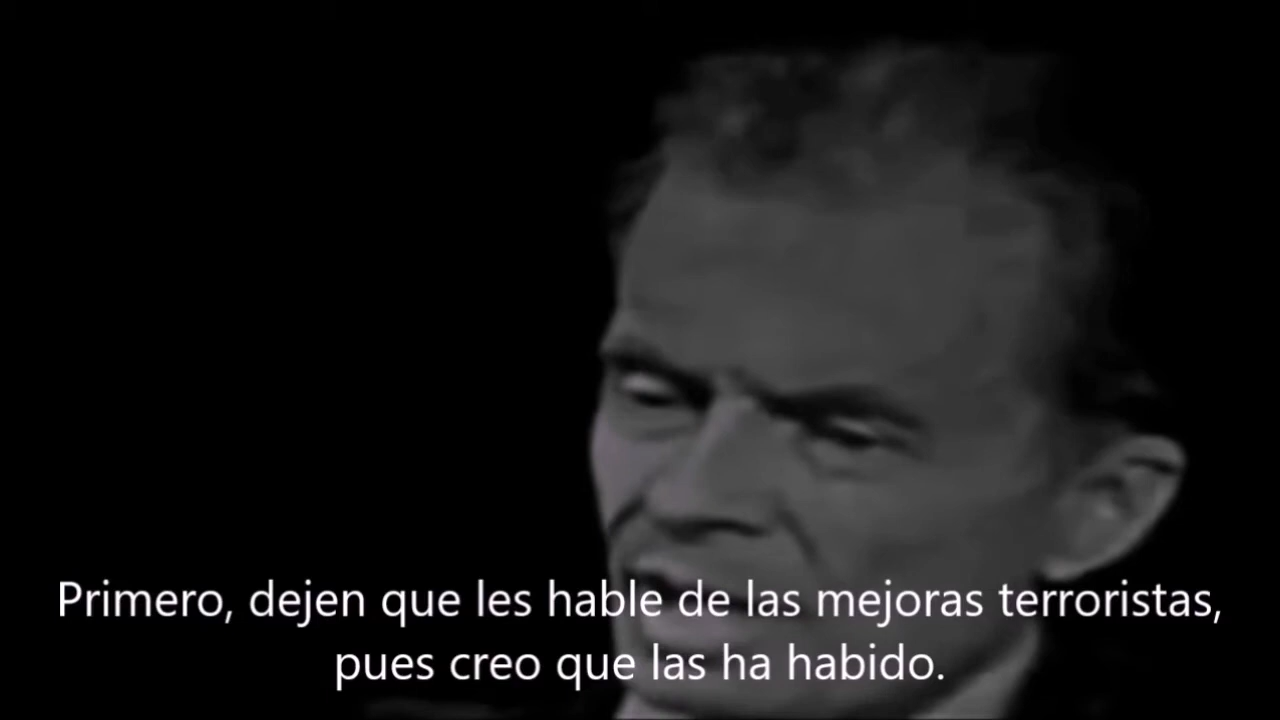 Primero, dejen que les hable de las mejoras terroristas,
pues creo que las ha habido.